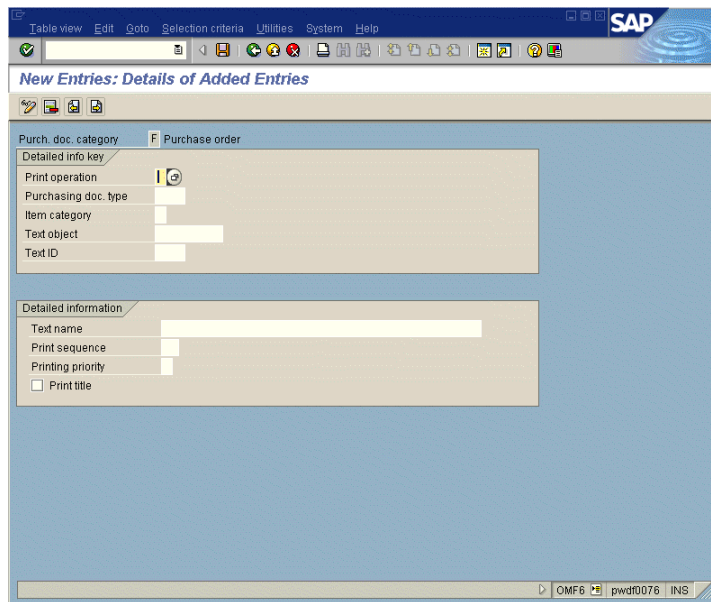 Table view Edit Goto Selection criteria Utilities System Help
SAP
New Entries: Details of Added Entries
Purch. doc. category F Purchase order
Detailed info key
Print operation
Purchasing doc. type
Item category
Text object
Text ID
Detailed information
Text name
Print sequence
Printing priority
Print title
OMF6 pwdf0076 INS